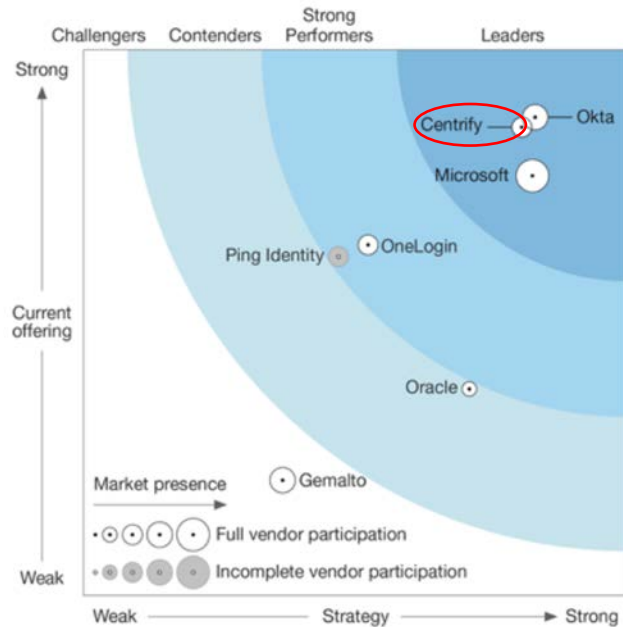 Challengers
Contenders
Strong
Performers
Leaders
Strong
Centrify
Okta
Microsoft
Ping Identity
OneLogin
Current
offering
Oracle
Gemalto
Market presence
Full vendor participation
Incomplete vendor participation
Weak
Weak
Strategy
Strong